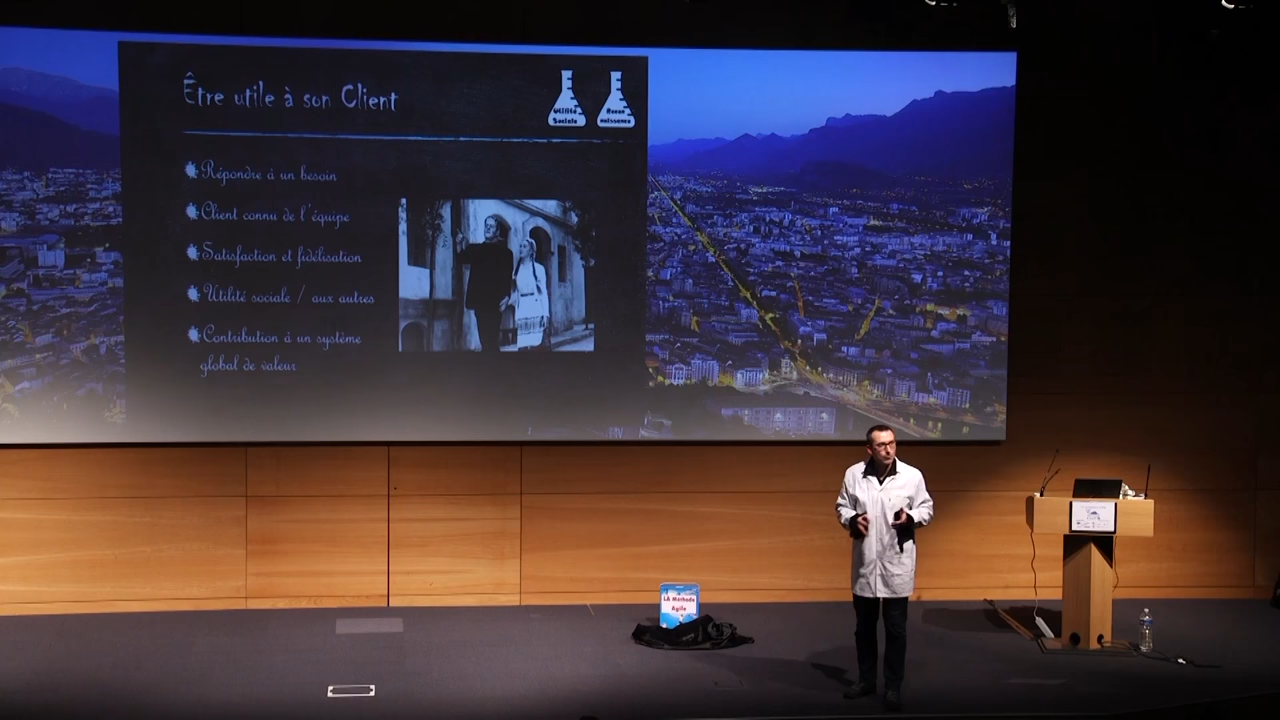 Être utile à son Client
Utilité
Sociale
Recon
naissance
Répondre à un besoin
Client connu de l'équipe
Satisfaction et fidélisation
Utilité sociale / aux autres
Contribution à un système
global de valeur
LA Méthode
Agile